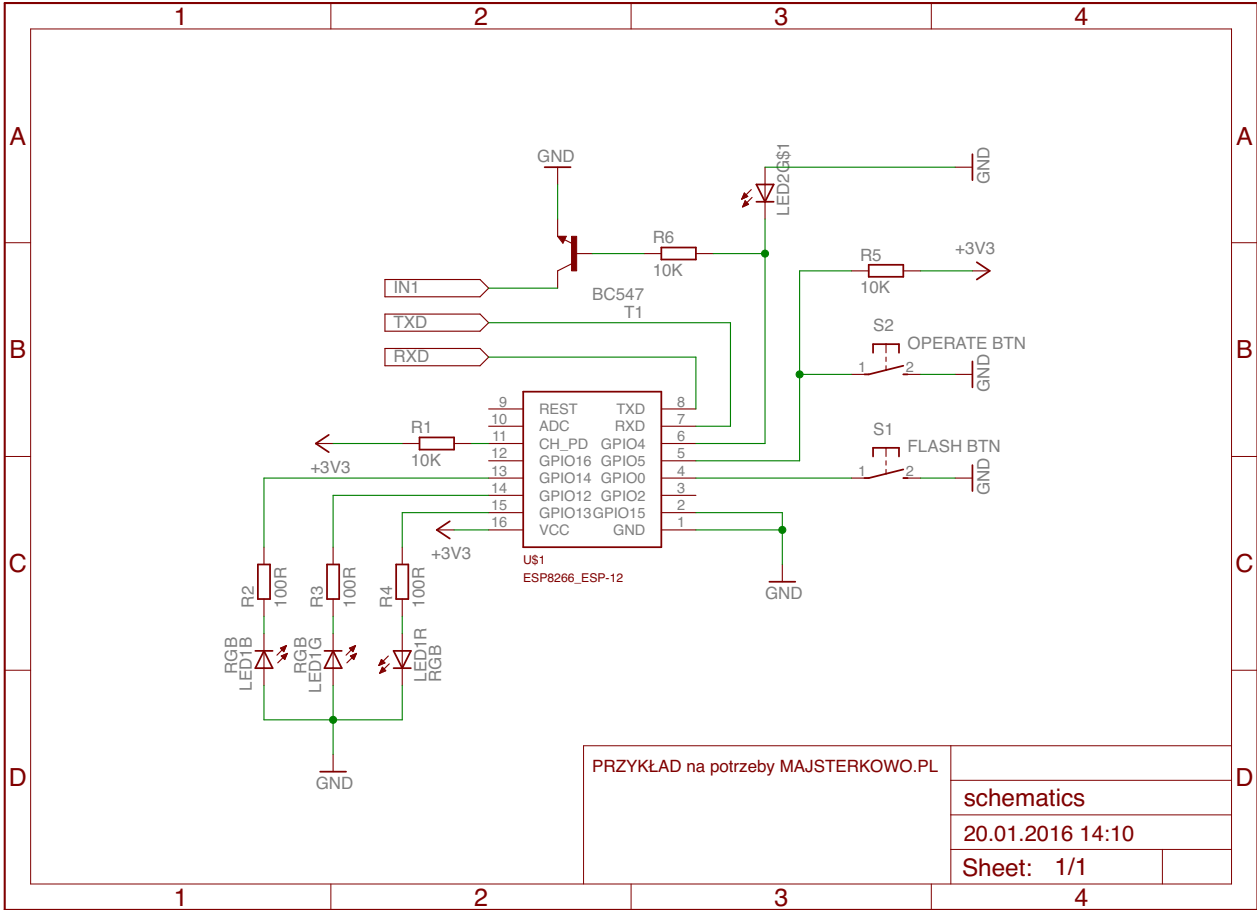 1 2 3 4
A A
GND
LED2G$1
GND
R6
10K
+3V3
R5
10K
IN1
BC547
T1
TXD
S2
OPERATE BTN
B B
RXD
1 2
GND
9 REST TXD 8
10 ADC RXD 7
11 CH_PD GPIO4 6
12 GPIO16 GPIO5 5
13 GPIO14 GPIO0 4
14 GPIO12 GPIO2 3
15 GPIO13 GPIO15 2
16 VCC GND 1
R1
10K
+3V3
S1
FLASH BTN
1 2
GND
+3V3
U$1
ESP8266_ESP-12
C C
GND
R2
100R
R3
100R
R4
100R
RGB
LED1B
RGB
LED1G
LED1R
RGB
GND
D D
PRZYKŁAD na potrzeby MAJSTERKOWO.PL
schematics
20.01.2016 14:10
Sheet: 1/1
1 2 3 4